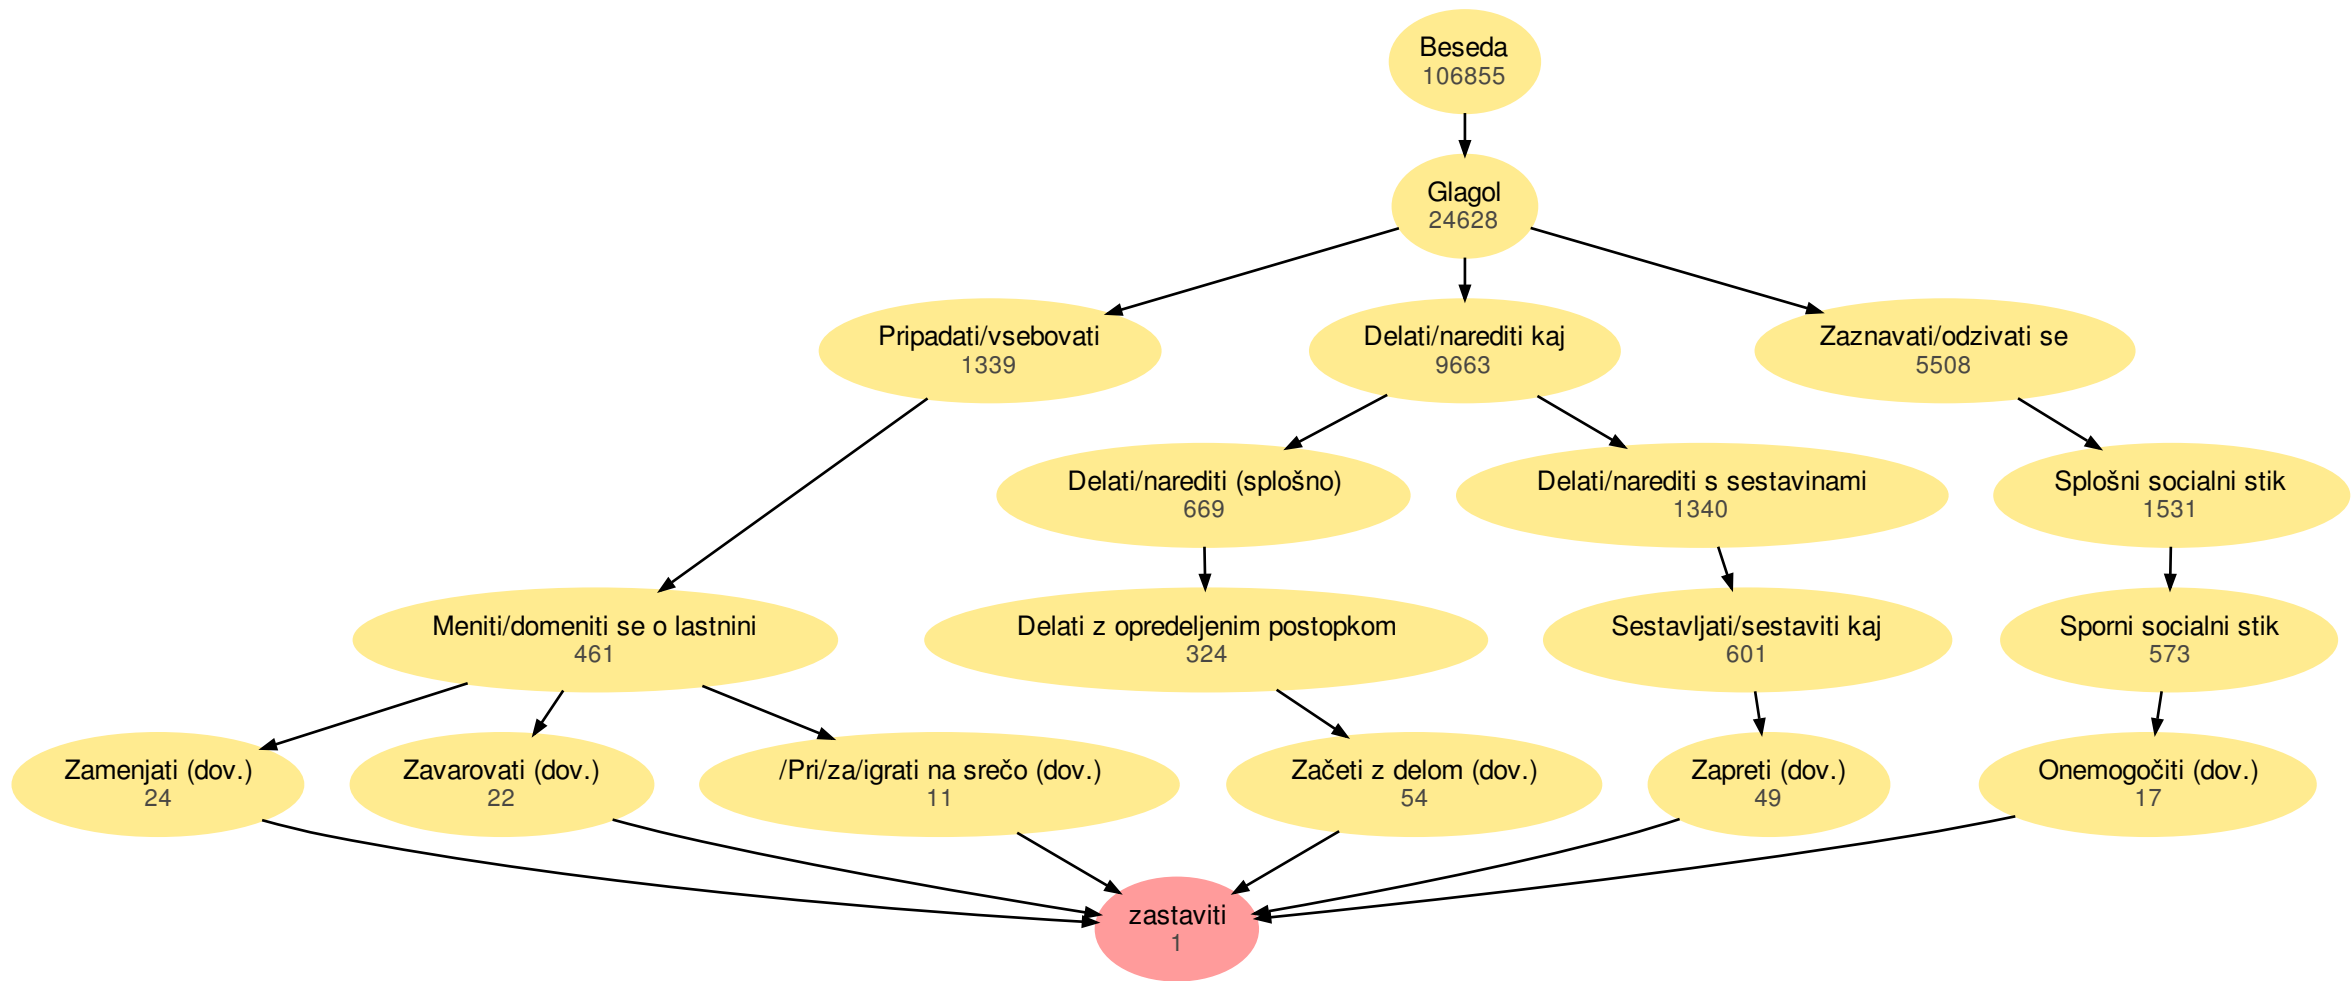 Beseda
106855
Glagol
24628
Pripadati/vsebovati
1339
Delati/narediti kaj
9663
Zaznavati/odzivati se
5508
Delati/narediti (splošno)
669
Delati/narediti s sestavinami
1340
Splošni socialni stik
1531
Meniti/domeniti se o lastnini
461
Delati z opredeljenim postopkom
324
Sestavljati/sestaviti kaj
601
Sporni socialni stik
573
Zamenjati (dov.)
24
Zavarovati (dov.)
22
/Pri/za/igrati na srečo (dov.)
11
Začeti z delom (dov.)
54
Zapreti (dov.)
49
Onemogočiti (dov.)
17
zastaviti
1